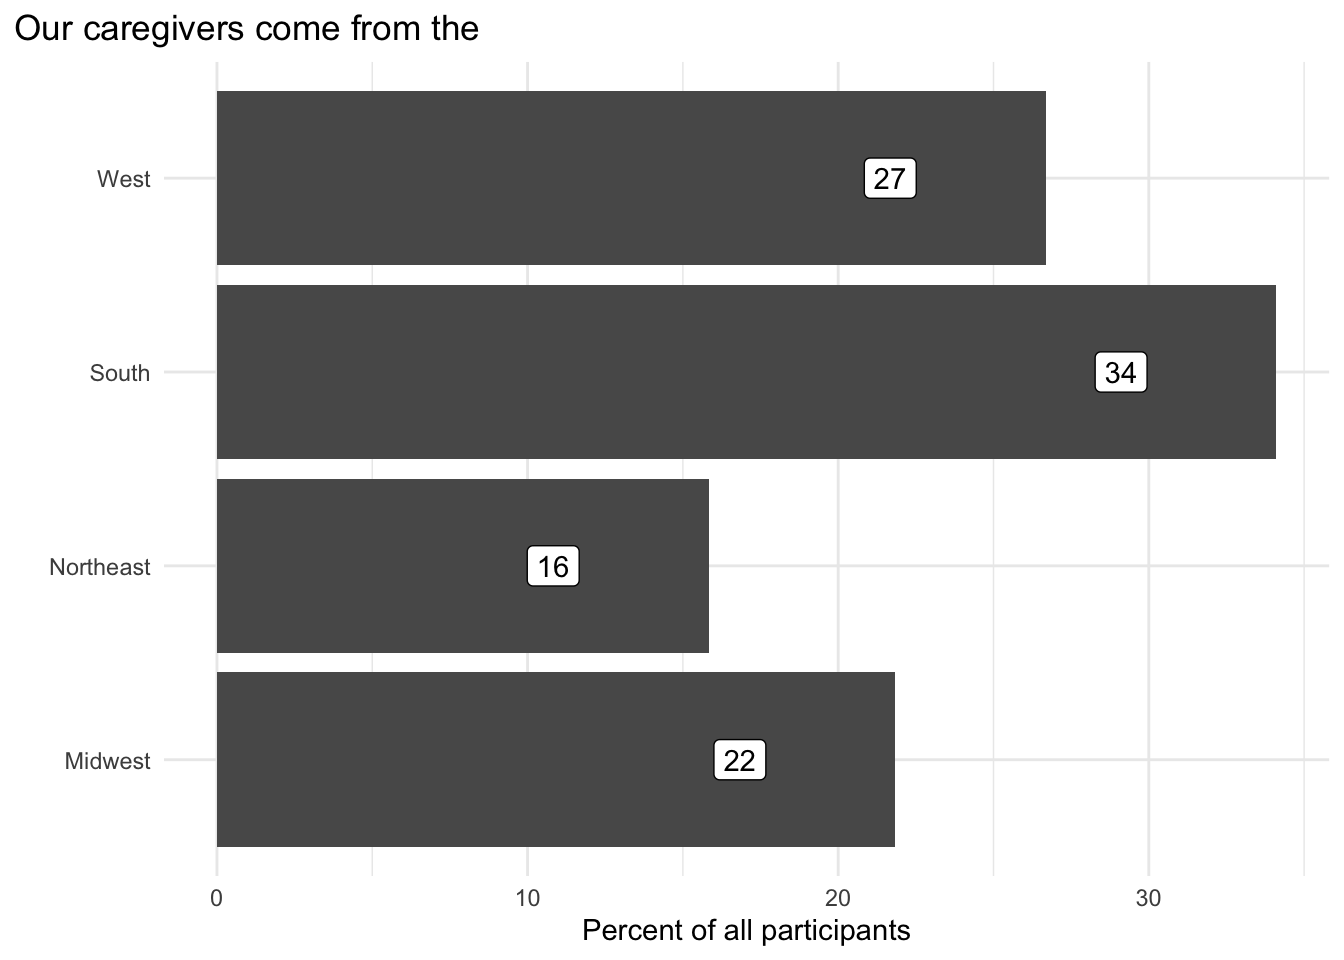 Our caregivers come from the
West
27
South
34
Northeast
16
Midwest
22
0 10 20 30
Percent of all participants